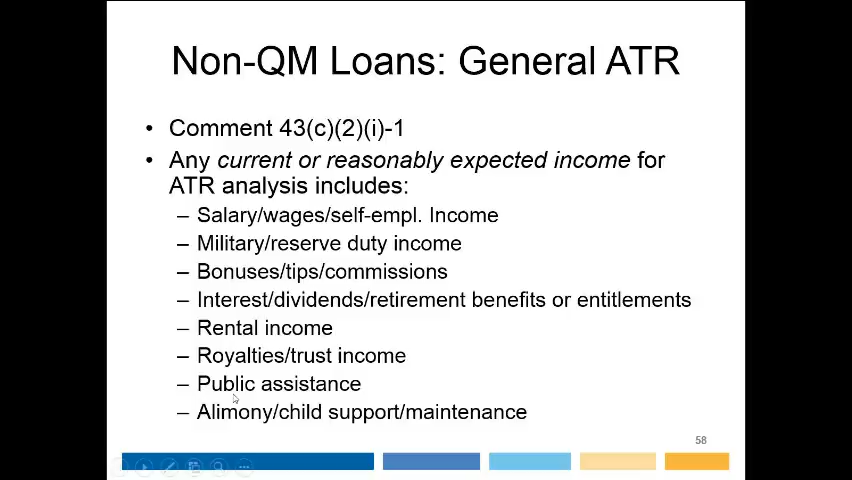 Non-QM Loans: General ATR
• Comment 43(c)(2)(i)-1
• Any current or reasonably expected income for
ATR analysis includes:
– Salary/wages/self-empl. Income
– Military/reserve duty income
– Bonuses/tips/commissions
– Interest/dividends/retirement benefits or entitlements
– Rental income
– Royalties/trust income
– Public assistance
– Alimony/child support/maintenance
58